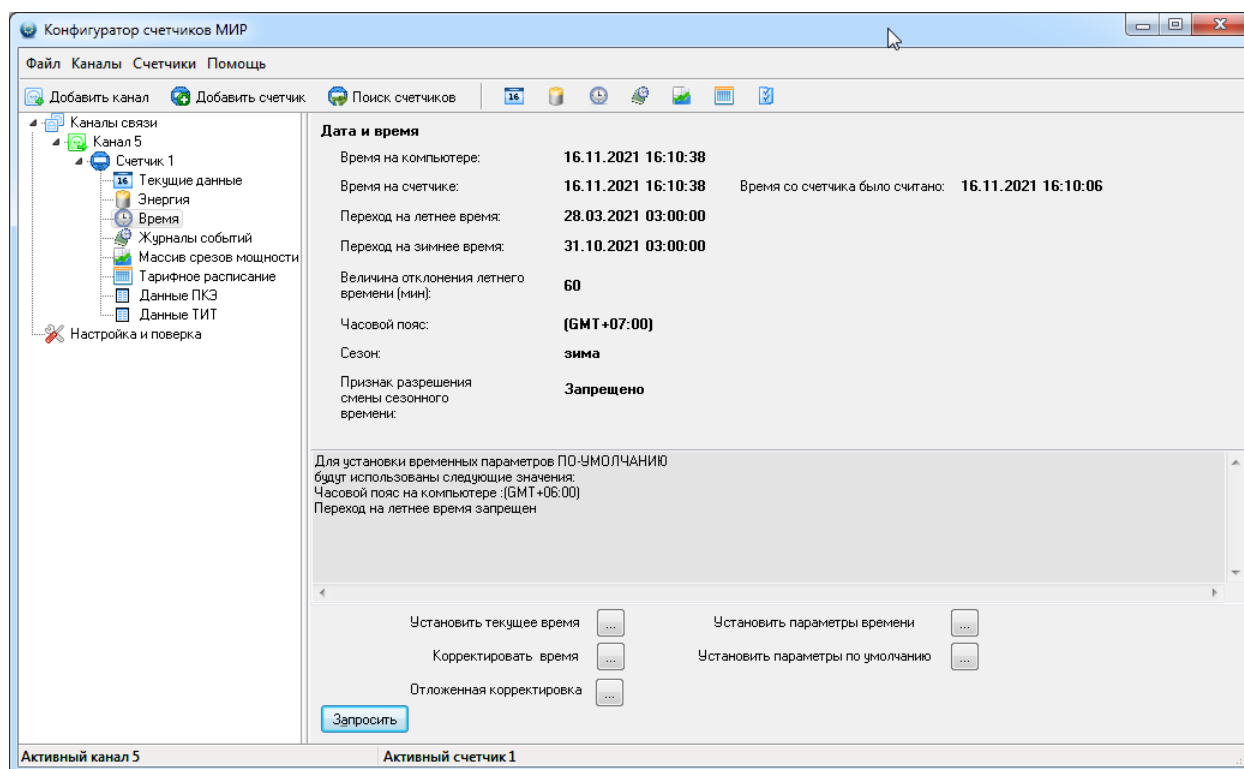 Конфигуратор счетчиков МИР
Файл Каналы Счетчики Помощь
Добавить канал Добавить счетчик Поиск счетчиков 16
Каналы связи
Канал 5
Счетчик 1
16 Текущие данные
Энергия
Время
Журналы событий
Массив срезов мощности
Тарифное расписание
Данные ПКЭ
Данные ТИТ
Настройка и поверка
Дата и время
Время на компьютере: 16.11.2021 16:10:38
Время на счетчике: 16.11.2021 16:10:38 Время со счетчика было считано: 16.11.2021 16:10:06
Переход на летнее время: 28.03.2021 03:00:00
Переход на зимнее время: 31.10.2021 03:00:00
Величина отклонения летнего
времени (мин): 60
Часовой пояс: (GMT+07:00)
Сезон: зима
Признак разрешения
смены сезонного
времени: Запрещено
Для установки временных параметров ПО-УМОЛЧАНИЮ
будут использованы следующие значения:
Часовой пояс на компьютере :(GMT+06:00)
Переход на летнее время запрещен
Установить текущее время ... Установить параметры времени ...
Корректировать время ... Установить параметры по умолчанию ...
Отложенная корректировка ...
Запросить
Активный канал 5 Активный счетчик 1